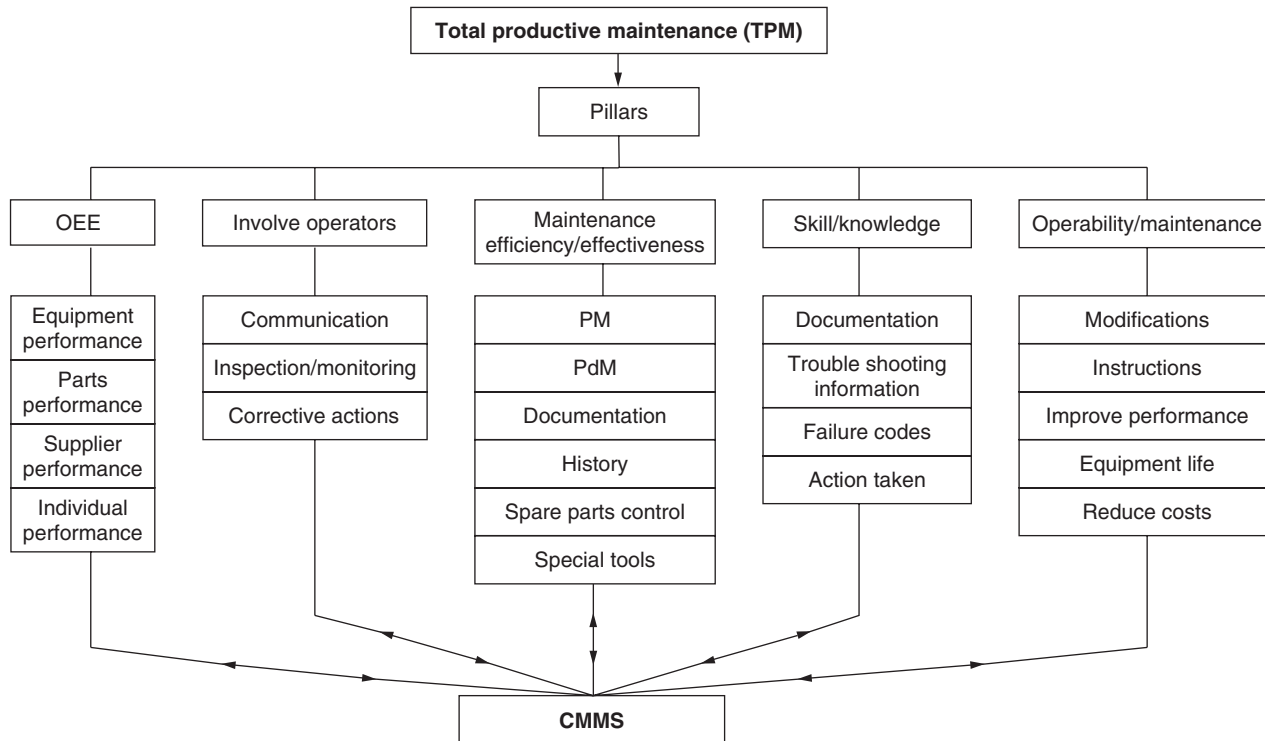 Total productive maintenance (TPM)
Pillars
OEE
Involve operators
Maintenance
efficiency/effectiveness
Skill/knowledge
Operability/maintenance
Equipment
performance
Parts
performance
Supplier
performance
Individual
performance
Communication
Inspection/monitoring
Corrective actions
PM
PdM
Documentation
History
Spare parts control
Special tools
Documentation
Trouble shooting
information
Failure codes
Action taken
Modifications
Instructions
Improve performance
Equipment life
Reduce costs
CMMS